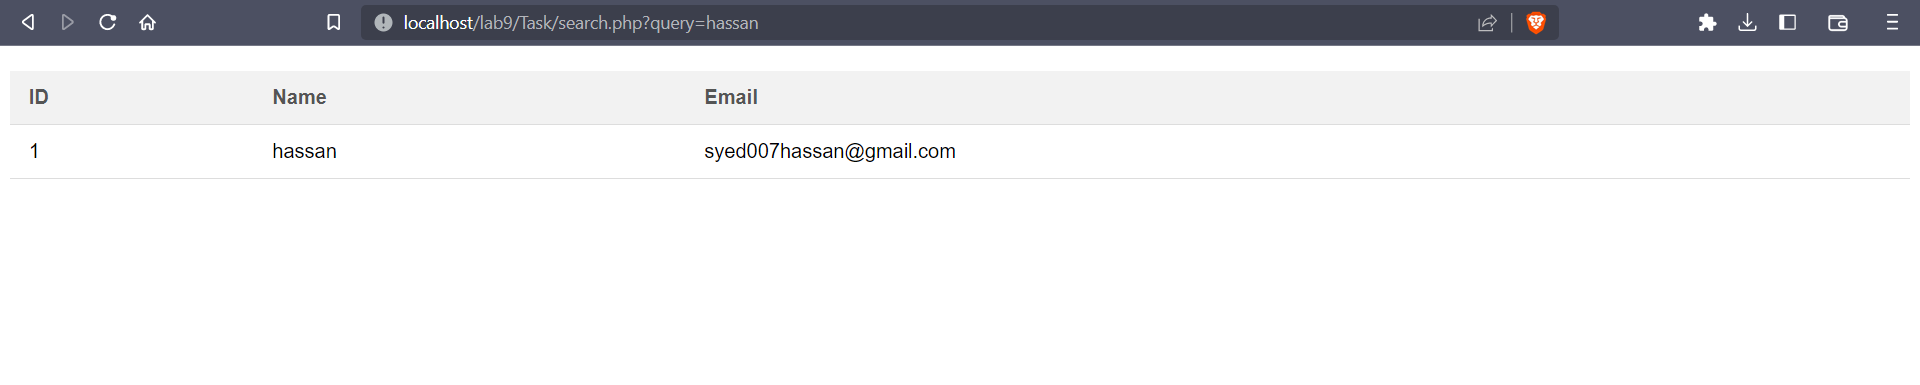 localhost/lab9/Task/search.php?query=hassan
ID Name Email
1 hassan syed007hassan@gmail.com